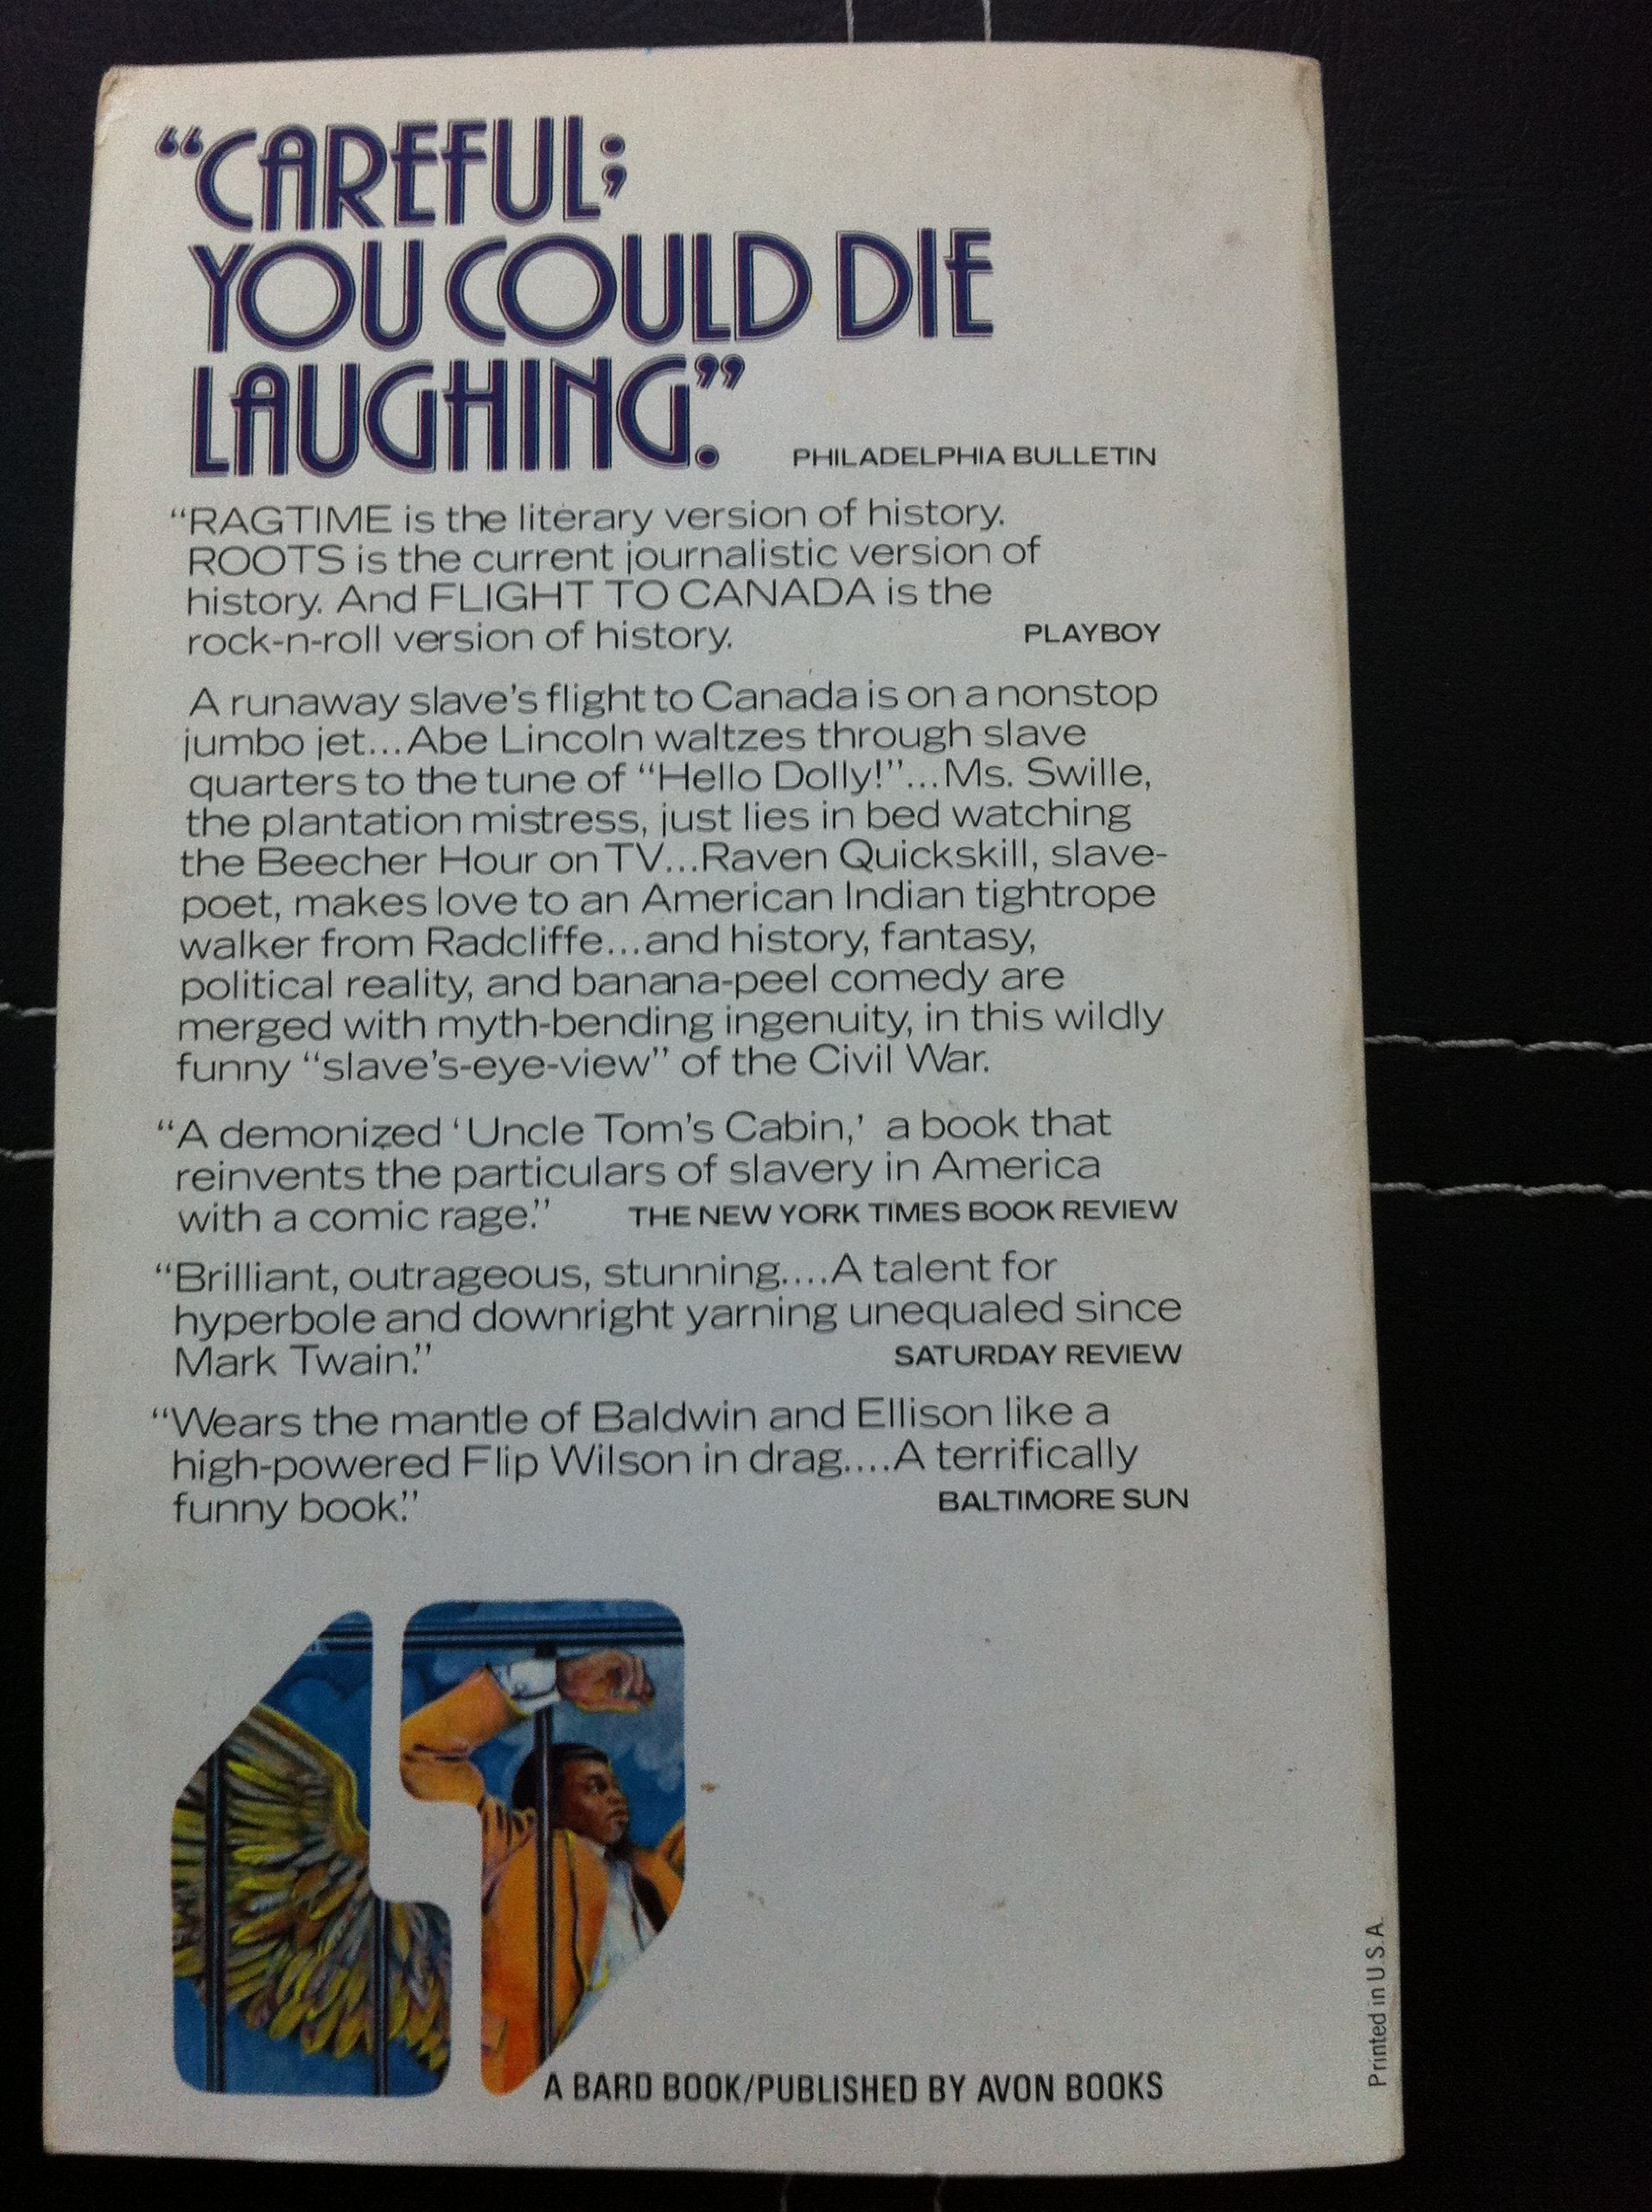 “CAREFUL;
YOU COULD DIE
LAUGHING.”
PHILADELPHIA BULLETIN
“RAGTIME is the literary version of history.
ROOTS is the current journalistic version of
history. And FLIGHT TO CANADA is the
rock-n-roll version of history.
PLAYBOY
A runaway slave’s flight to Canada is on a nonstop
jumbo jet...Abe Lincoln waltzes through slave
quarters to the tune of “Hello Dolly!”...Ms. Swille,
the plantation mistress, just lies in bed watching
the Beecher Hour on TV...Raven Quickskill, slave-
poet, makes love to an American Indian tightrope
walker from Radcliffe...and history, fantasy,
political reality, and banana-peel comedy are
merged with myth-bending ingenuity, in this wildly
funny “slave’s-eye-view” of the Civil War.
“A demonized ‘Uncle Tom’s Cabin,’ a book that
reinvents the particulars of slavery in America
with a comic rage.”
THE NEW YORK TIMES BOOK REVIEW
“Brilliant, outrageous, stunning....A talent for
hyperbole and downright yarning unequaled since
Mark Twain.”
SATURDAY REVIEW
“Wears the mantle of Baldwin and Ellison like a
high-powered Flip Wilson in drag....A terrifically
funny book.”
BALTIMORE SUN
A BARD BOOK/PUBLISHED BY AVON BOOKS
Printed in U.S.A.